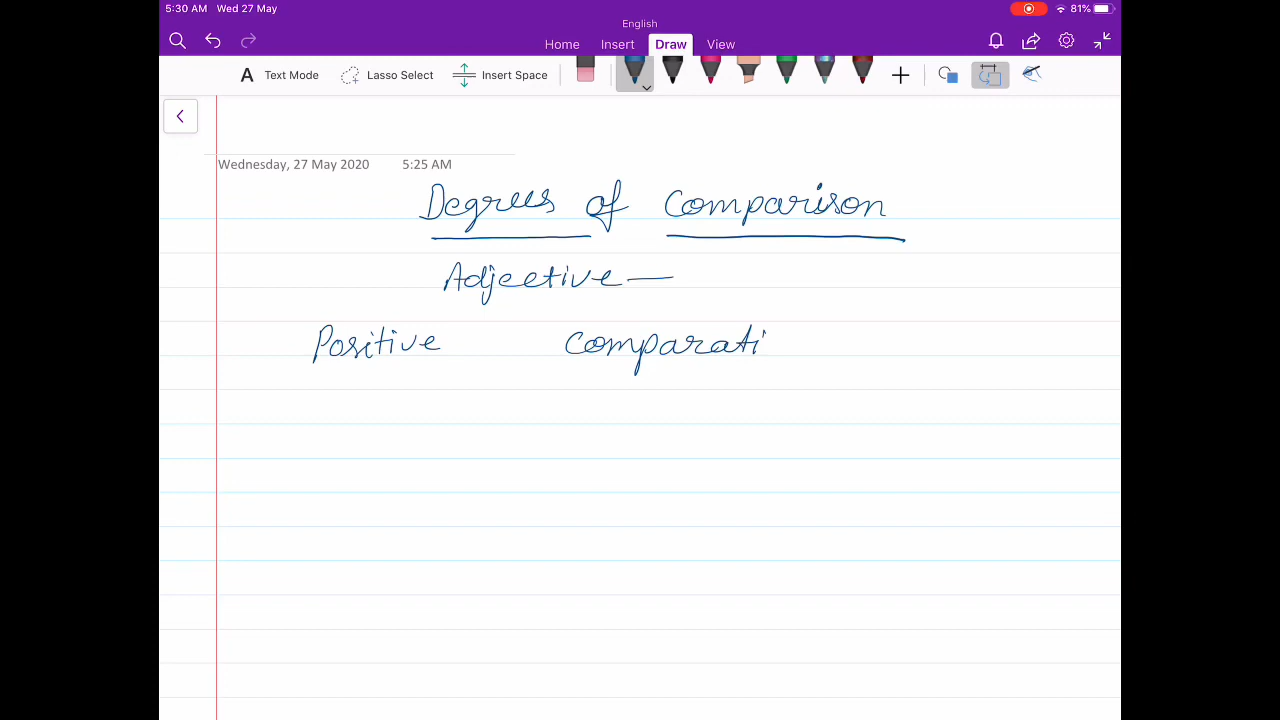 5:30 AM Wed 27 May 81%
English
Home Insert Draw View
A Text Mode Lasso Select Insert Space
Wednesday, 27 May 2020 5:25 AM
Degrees of Comparison
Adjective —
Positive Comparati